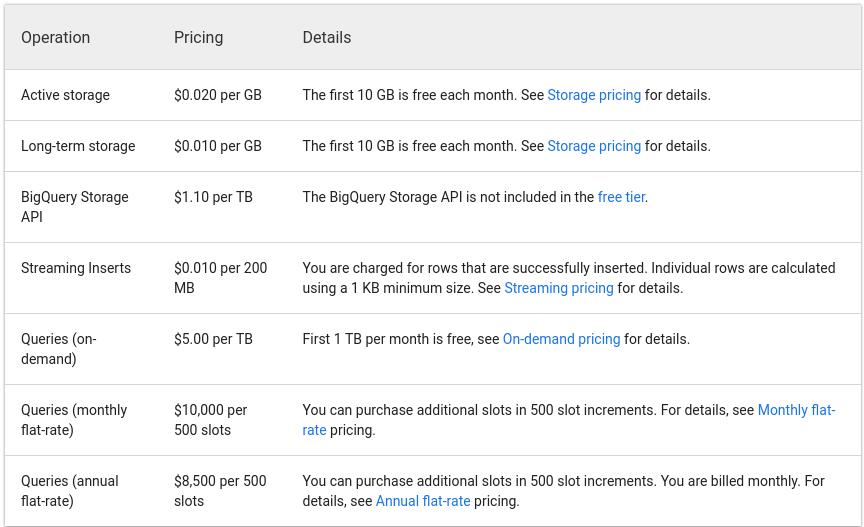 Operation Pricing Details
Active storage $0.020 per GB The first 10 GB is free each month. See Storage pricing for details.
Long-term storage $0.010 per GB The first 10 GB is free each month. See Storage pricing for details.
BigQuery Storage $1.10 per TB The BigQuery Storage API is not included in the free tier.
API
Streaming Inserts $0.010 per 200 You are charged for rows that are successfully inserted. Individual rows are calculated
MB using a 1 KB minimum size. See Streaming pricing for details.
Queries (on- $5.00 per TB First 1 TB per month is free, see On-demand pricing for details.
demand)
Queries (monthly $10,000 per You can purchase additional slots in 500 slot increments. For details, see Monthly flat-
flat-rate) 500 slots rate pricing.
Queries (annual $8,500 per 500 You can purchase additional slots in 500 slot increments. You are billed monthly. For
flat-rate) slots details, see Annual flat-rate pricing.